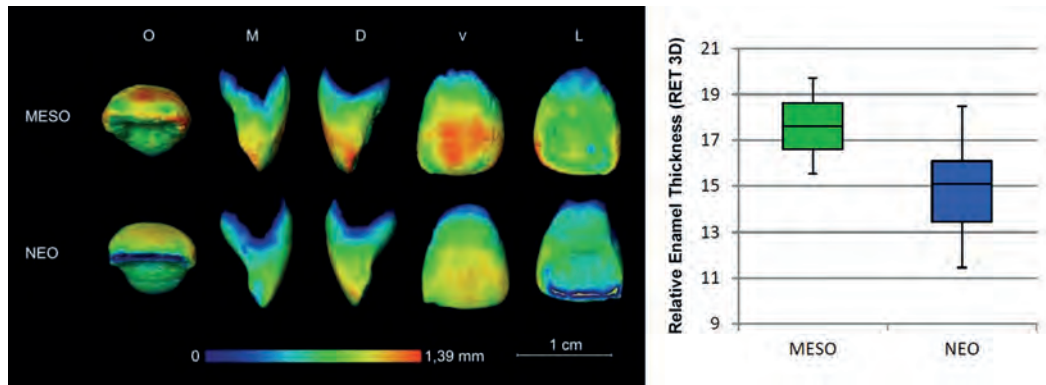 O M D v L
MESO
NEO
0 1,39 mm 1 cm
Relative Enamel Thickness (RET 3D)
21
19
17
15
13
11
9
MESO NEO